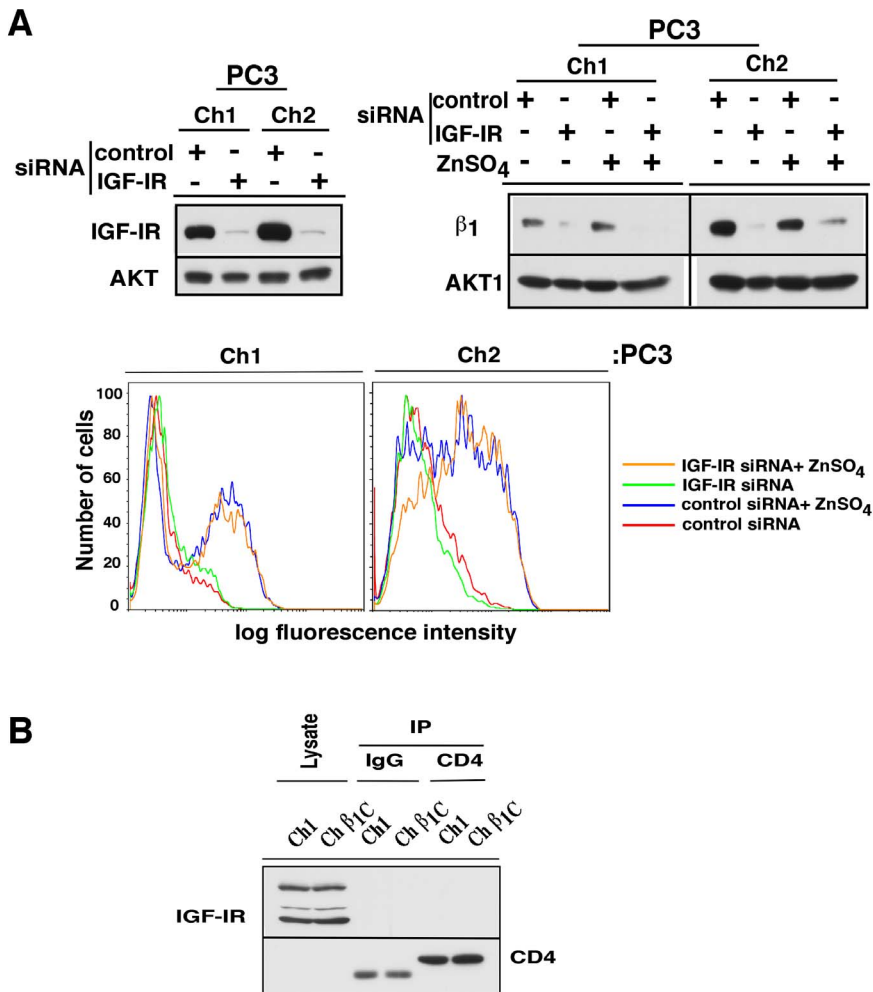 A
PC3
Ch1 Ch2
siRNA
control + - + -
IGF-IR - + - +
IGF-IR
AKT
PC3
Ch1 Ch2
siRNA
control + - + - + - + -
IGF-IR - + - + - + - +
ZnSO4 - - + + - - + +
β1
AKT1
Ch1 Ch2 :PC3
Number of cells
100
80
60
40
20
0
log fluorescence intensity
IGF-IR siRNA+ ZnSO4
IGF-IR siRNA
control siRNA+ ZnSO4
control siRNA
B
Lysate
IP
IgG CD4
Ch1 Ch β1C Ch1 Ch β1C Ch1 Ch β1C
IGF-IR
CD4